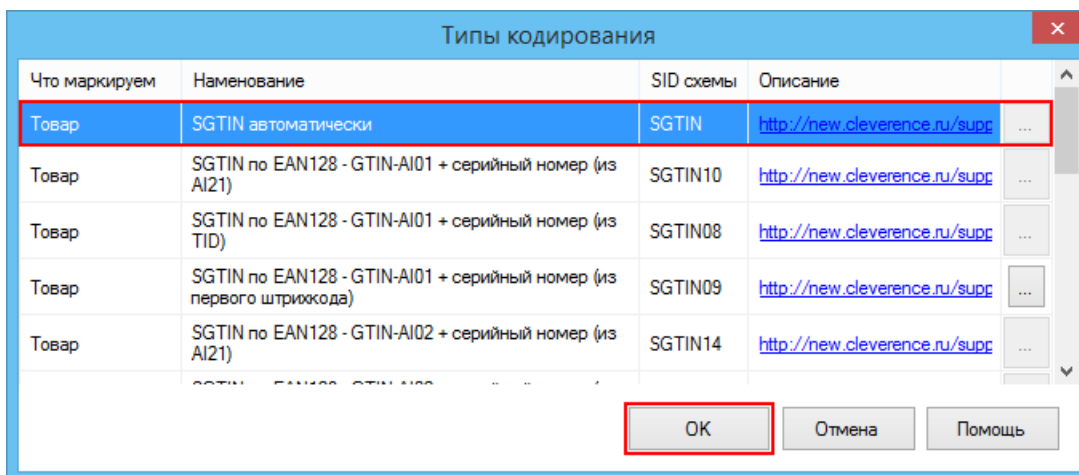 Типы кодирования
Что маркируем Наменование SID схемы Описание
Товар SGTIN автоматически SGTIN http://new.cleverence.ru/supp ...
Товар SGTIN по EAN128 - GTIN-AI01 + серийный номер (из AI21) SGTIN10 http://new.cleverence.ru/supp ...
Товар SGTIN по EAN128 - GTIN-AI01 + серийный номер (из TID) SGTIN08 http://new.cleverence.ru/supp ...
Товар SGTIN по EAN128 - GTIN-AI01 + серийный номер (из первого штрихкода) SGTIN09 http://new.cleverence.ru/supp ...
Товар SGTIN по EAN128 - GTIN-AI02 + серийный номер (из AI21) SGTIN14 http://new.cleverence.ru/supp ...
OK Отмена Помощь